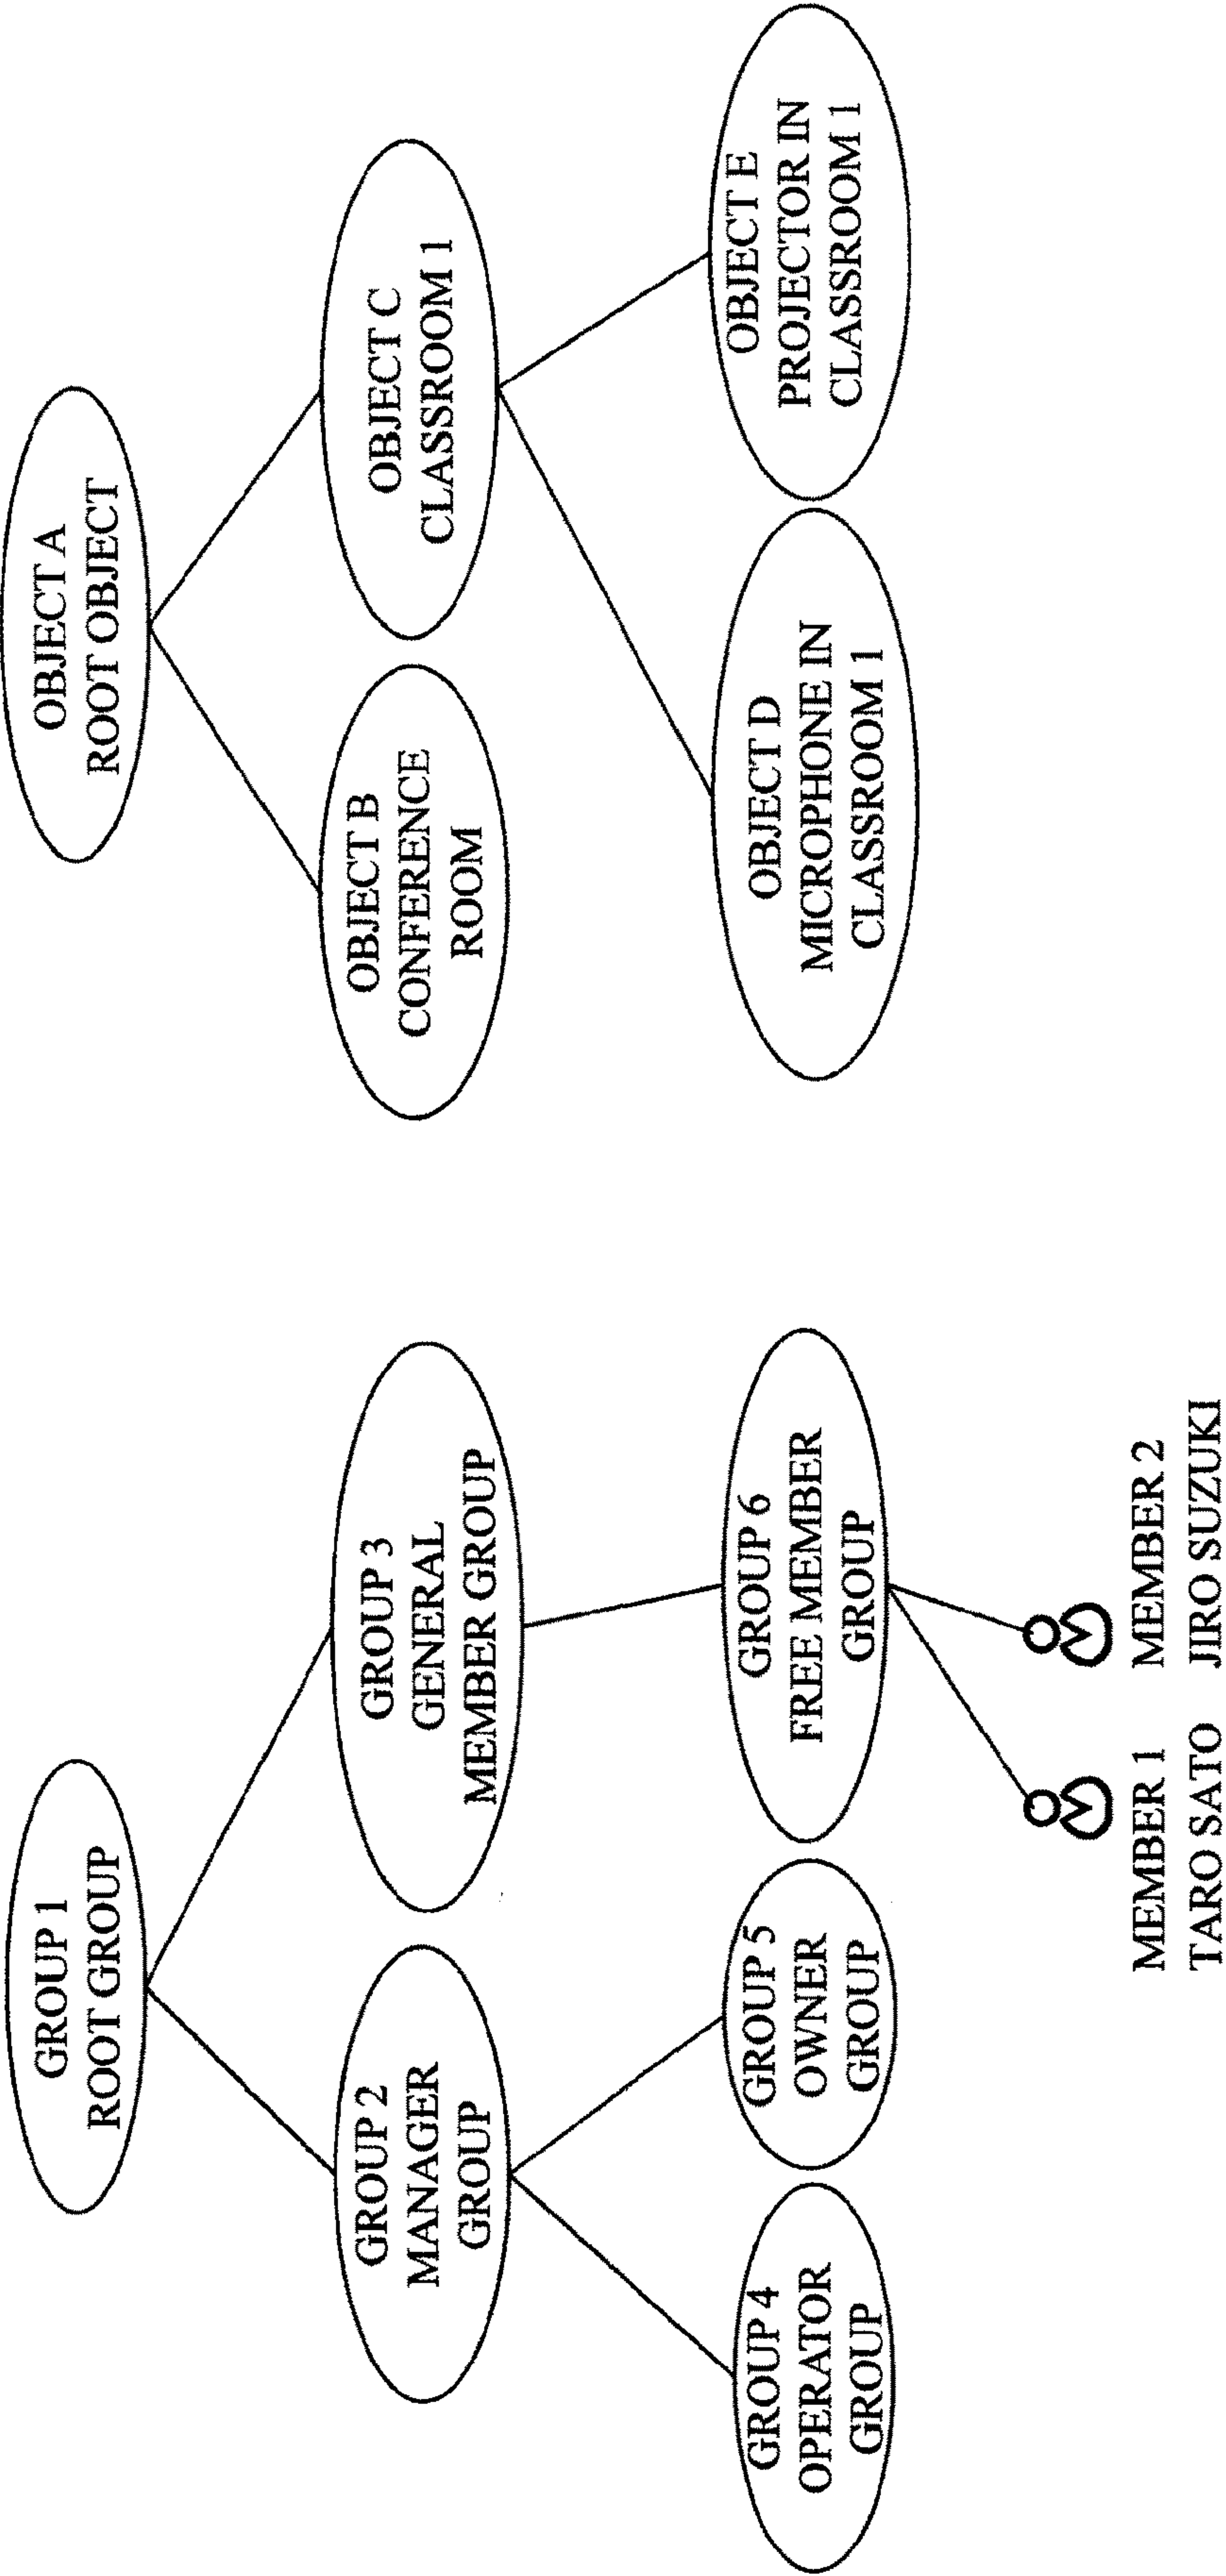 GROUP 1
ROOT GROUP
GROUP 2
MANAGER
GROUP
GROUP 3
GENERAL
MEMBER GROUP
GROUP 4
OPERATOR
GROUP
GROUP 5
OWNER
GROUP
GROUP 6
FREE MEMBER
GROUP
MEMBER 1
TARO SATO
MEMBER 2
JIRO SUZUKI
OBJECT A
ROOT OBJECT
OBJECT B
CONFERENCE
ROOM
OBJECT C
CLASSROOM 1
OBJECT D
MICROPHONE IN
CLASSROOM 1
OBJECT E
PROJECTOR IN
CLASSROOM 1